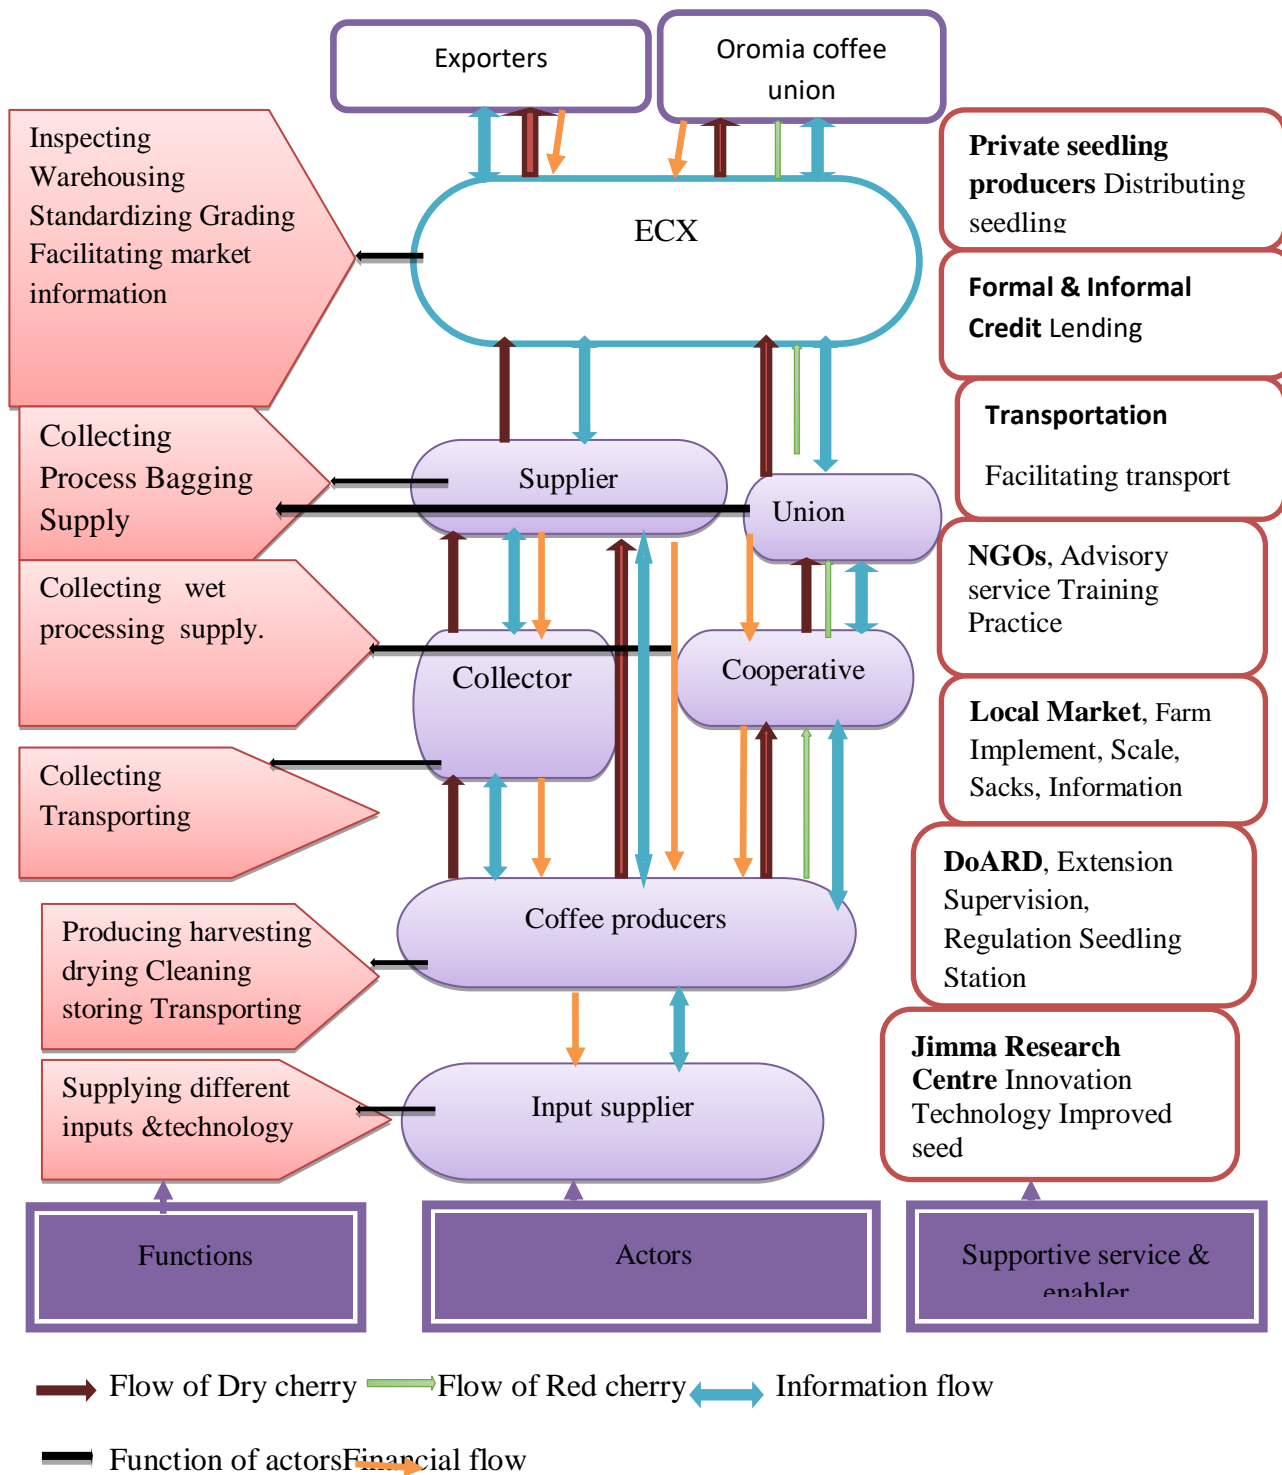 Exporters
Oromia coffee
union
Inspecting
Warehousing
Standardizing Grading
Facilitating market
information
ECX
Private seedling
producers Distributing
seedling
Formal & Informal
Credit Lending
Collecting
Process Bagging
Supply
Supplier
Union
Transportation
Facilitating transport
Collecting wet
processing supply.
Collector
Cooperative
NGOs, Advisory
service Training
Practice
Collecting
Transporting
Local Market, Farm
Implement, Scale,
Sacks, Information
Producing harvesting
drying Cleaning
storing Transporting
Coffee producers
DoARD, Extension
Supervision,
Regulation Seedling
Station
Supplying different
inputs &technology
Input supplier
Jimma Research
Centre Innovation
Technology Improved
seed
Functions
Actors
Supportive service &
enabler
Flow of Dry cherry
Flow of Red cherry
Information flow
Function of actors
Financial flow